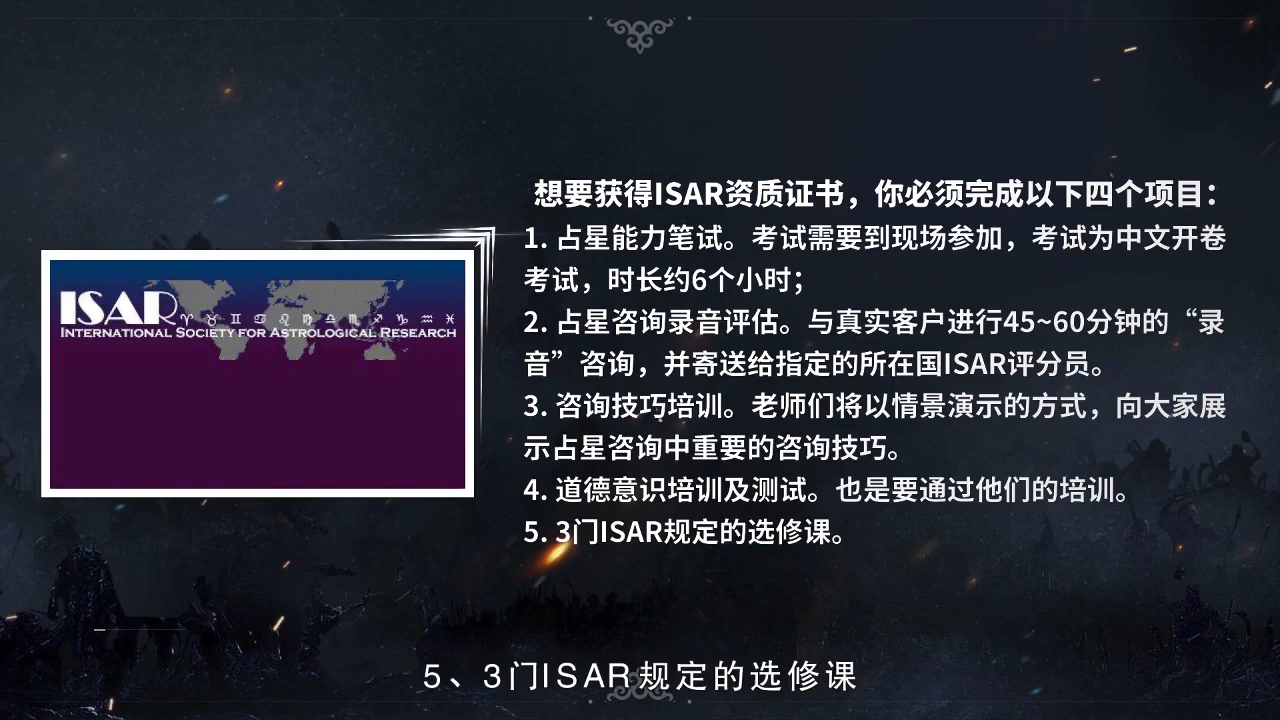 想要获得ISAR资质证书，你必须完成以下四个项目：
1. 占星能力笔试。考试需要到现场参加，考试为中文开卷
考试，时长约6个小时；
2. 占星咨询录音评估。与真实客户进行45~60分钟的“录
音”咨询，并寄送给指定的所在国ISAR评分员。
3. 咨询技巧培训。老师们将以情景演示的方式，向大家展
示占星咨询中重要的咨询技巧。
4. 道德意识培训及测试。也是要通过他们的培训。
5. 3门ISAR规定的选修课。
ISAR ♈ ♉ ♊ ♋ ♌ ♍ ♎ ♏ ♐ ♑ ♒ ♓
INTERNATIONAL SOCIETY FOR ASTROLOGICAL RESEARCH
5、3门ISAR规定的选修课